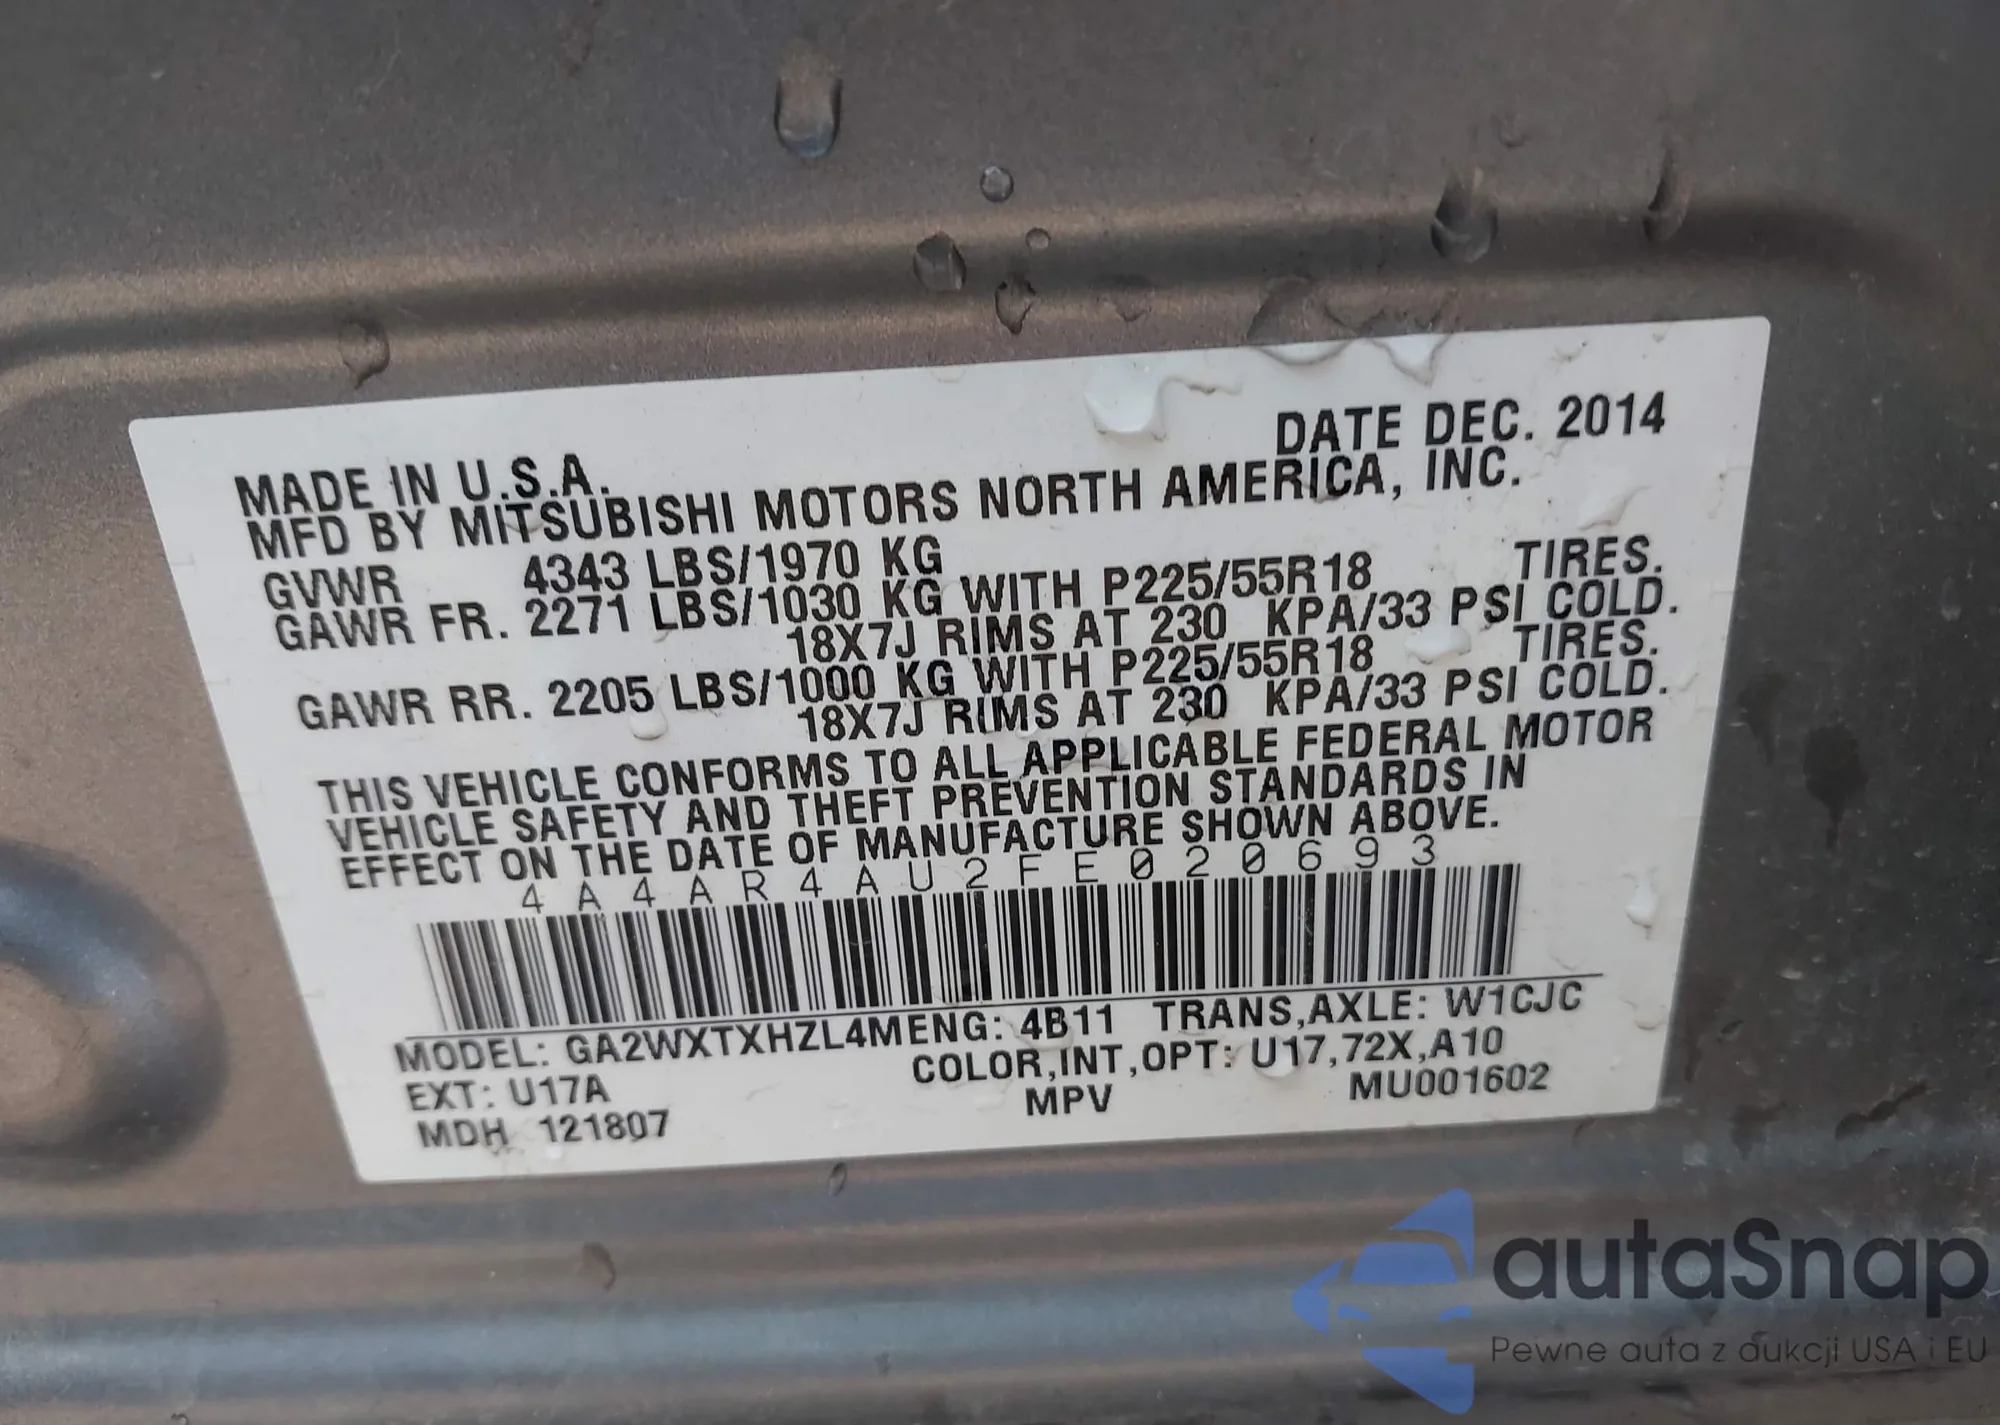 DATE DEC. 2014
MADE IN U.S.A.
MFD BY MITSUBISHI MOTORS NORTH AMERICA, INC.
GVWR 4343 LBS/1970 KG
GAWR FR. 2271 LBS/1030 KG WITH P225/55R18 TIRES.
18X7J RIMS AT 230 KPA/33 PSI COLD.
GAWR RR. 2205 LBS/1000 KG WITH P225/55R18 TIRES.
18X7J RIMS AT 230 KPA/33 PSI COLD.
THIS VEHICLE CONFORMS TO ALL APPLICABLE FEDERAL MOTOR
VEHICLE SAFETY AND THEFT PREVENTION STANDARDS IN
EFFECT ON THE DATE OF MANUFACTURE SHOWN ABOVE.
4A4AR4AU2FE020693
MODEL: GA2WXTXHZL4MENG: 4B11 TRANS,AXLE: W1CJC
EXT: U17A COLOR,INT,OPT: U17,72X,A10
MDH 121807 MPV MU001602
autaSnap
Pewne auta z dukcji USA i EU